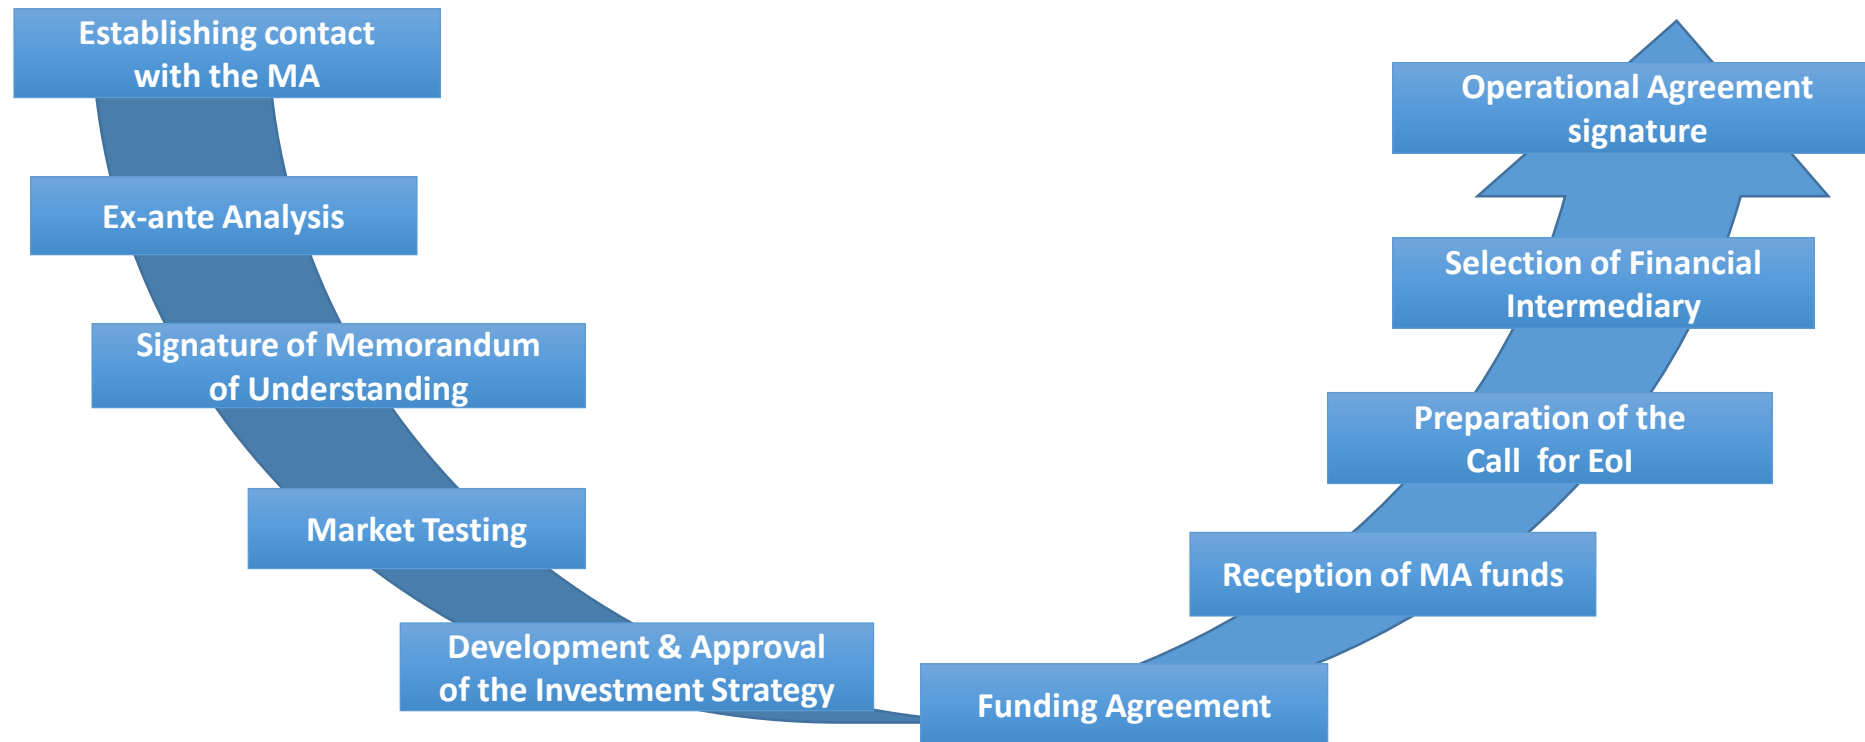 Establishing contact
with the MA
Ex-ante Analysis
Signature of Memorandum
of Understanding
Market Testing
Development & Approval
of the Investment Strategy
Funding Agreement
Reception of MA funds
Preparation of the
Call  for EoI
Selection of Financial
Intermediary
Operational Agreement
signature